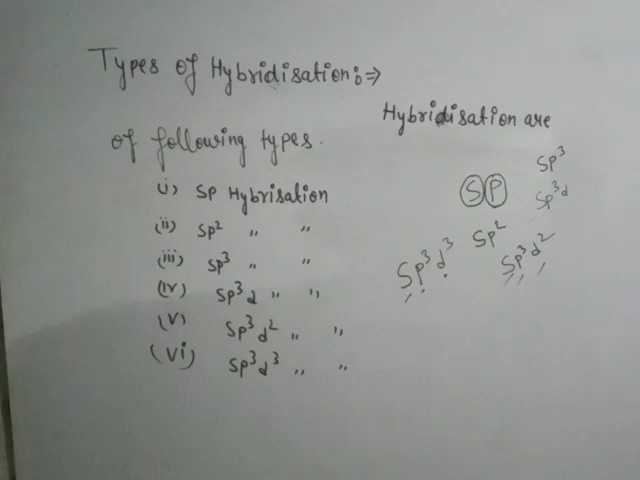 Types of Hybridisation:⇒
Hybridisation are
of following types.
(i) SP Hybrisation
(ii) SP² " "
(iii) SP³ " "
(iv) SP³d " "
(v) SP³d² " "
(vi) SP³d³ " "
SP³
SP SP³d
SP²
SP³d³ SP³d²